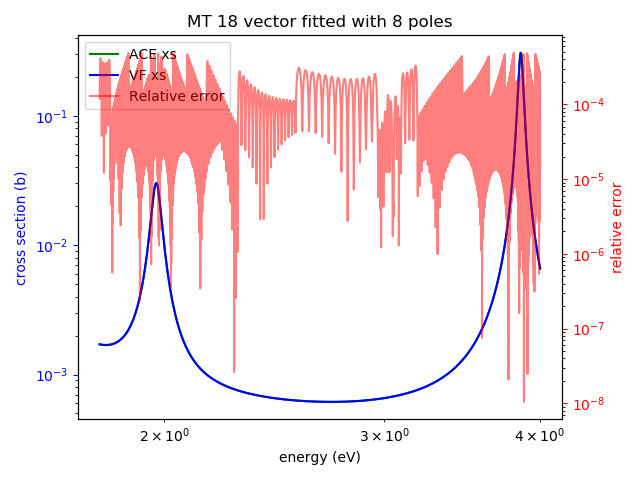 MT 18 vector fitted with 8 poles
ACE xs
VF xs
Relative error
cross section (b)
10⁻¹
10⁻²
10⁻³
relative error
10⁻⁴
10⁻⁵
10⁻⁶
10⁻⁷
10⁻⁸
2 × 10⁰
3 × 10⁰
4 × 10⁰
energy (eV)